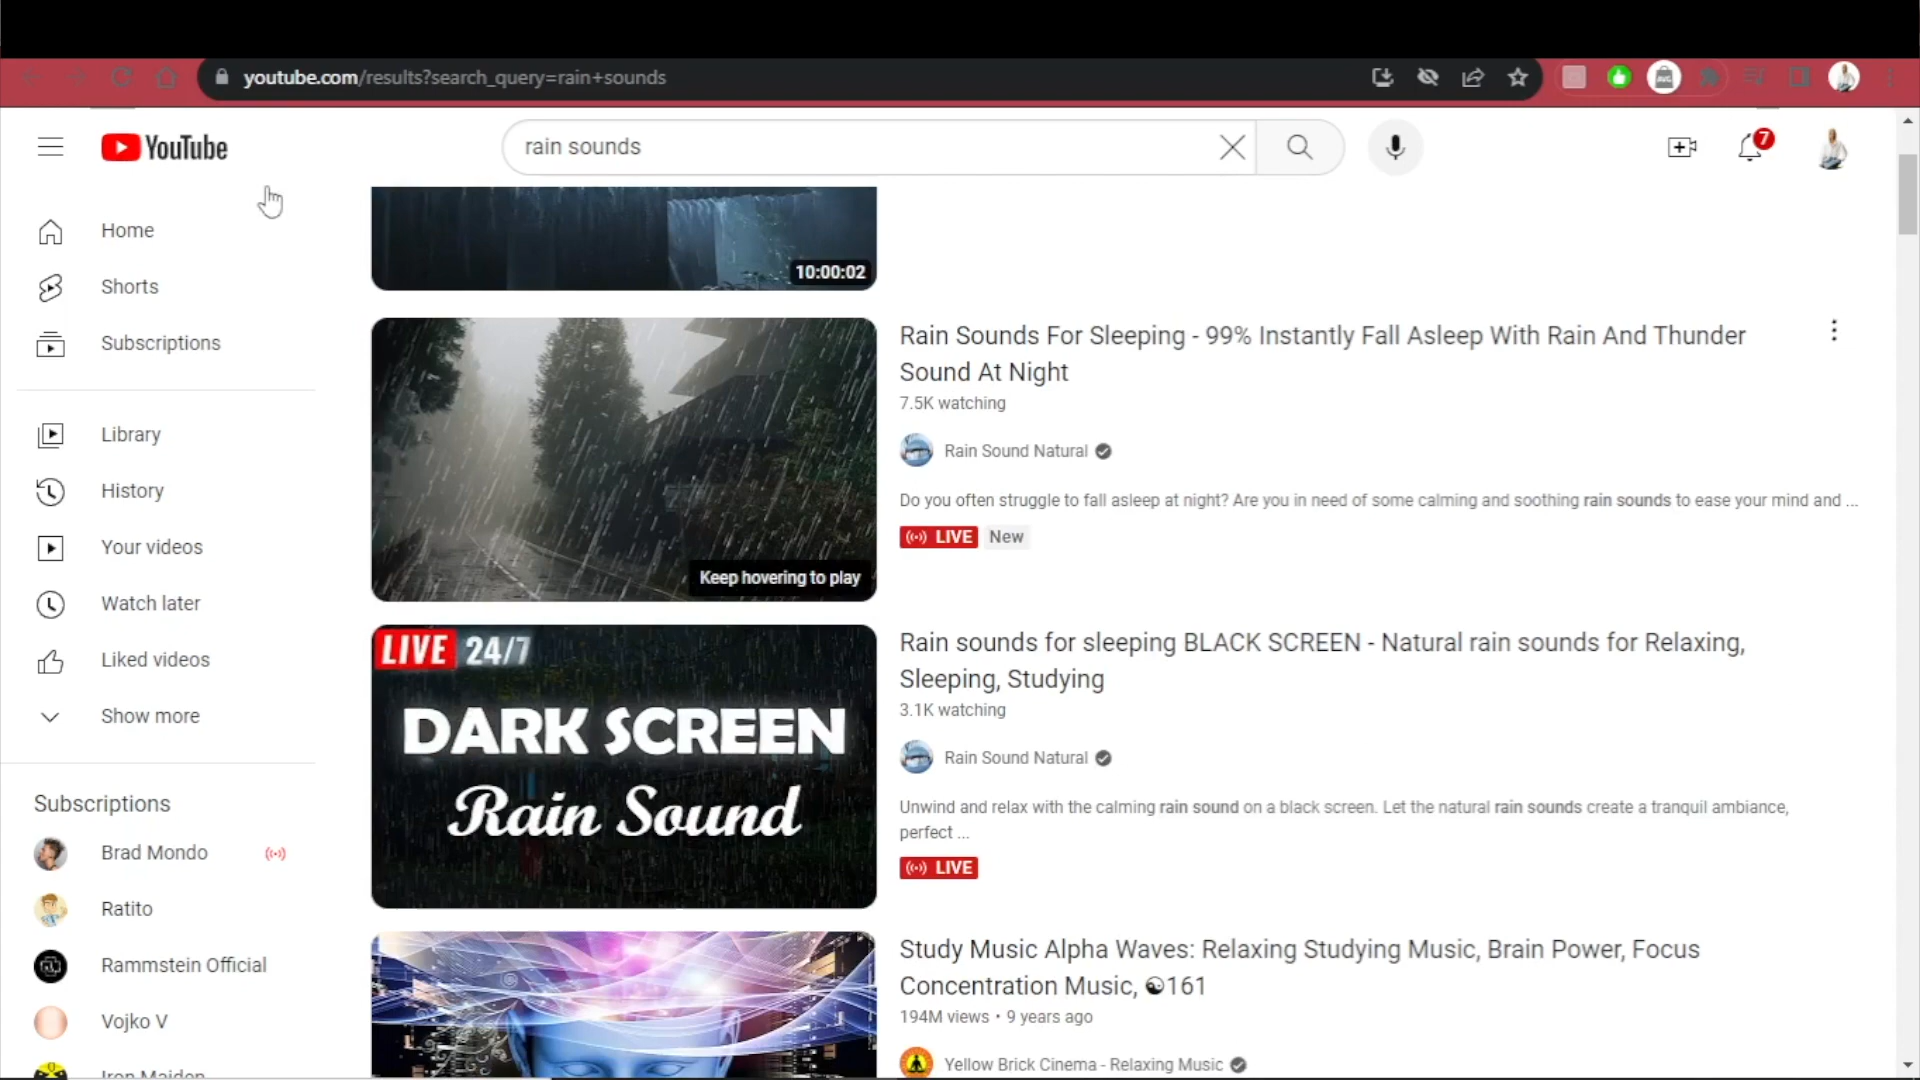 youtube.com/results?search_query=rain+sounds
YouTube
rain sounds
7
Home
Shorts
Subscriptions
Library
History
Your videos
Watch later
Liked videos
Show more
Subscriptions
Brad Mondo
Ratito
Rammstein Official
Vojko V
Iron Maiden
10:00:02
Keep hovering to play
Rain Sounds For Sleeping - 99% Instantly Fall Asleep With Rain And Thunder
Sound At Night
7.5K watching
Rain Sound Natural
Do you often struggle to fall asleep at night? Are you in need of some calming and soothing rain sounds to ease your mind and ...
LIVE New
LIVE 24/7
DARK SCREEN
Rain Sound
Rain sounds for sleeping BLACK SCREEN - Natural rain sounds for Relaxing,
Sleeping, Studying
3.1K watching
Rain Sound Natural
Unwind and relax with the calming rain sound on a black screen. Let the natural rain sounds create a tranquil ambiance,
perfect ...
LIVE
Study Music Alpha Waves: Relaxing Studying Music, Brain Power, Focus
Concentration Music, ☯161
194M views • 9 years ago
Yellow Brick Cinema - Relaxing Music